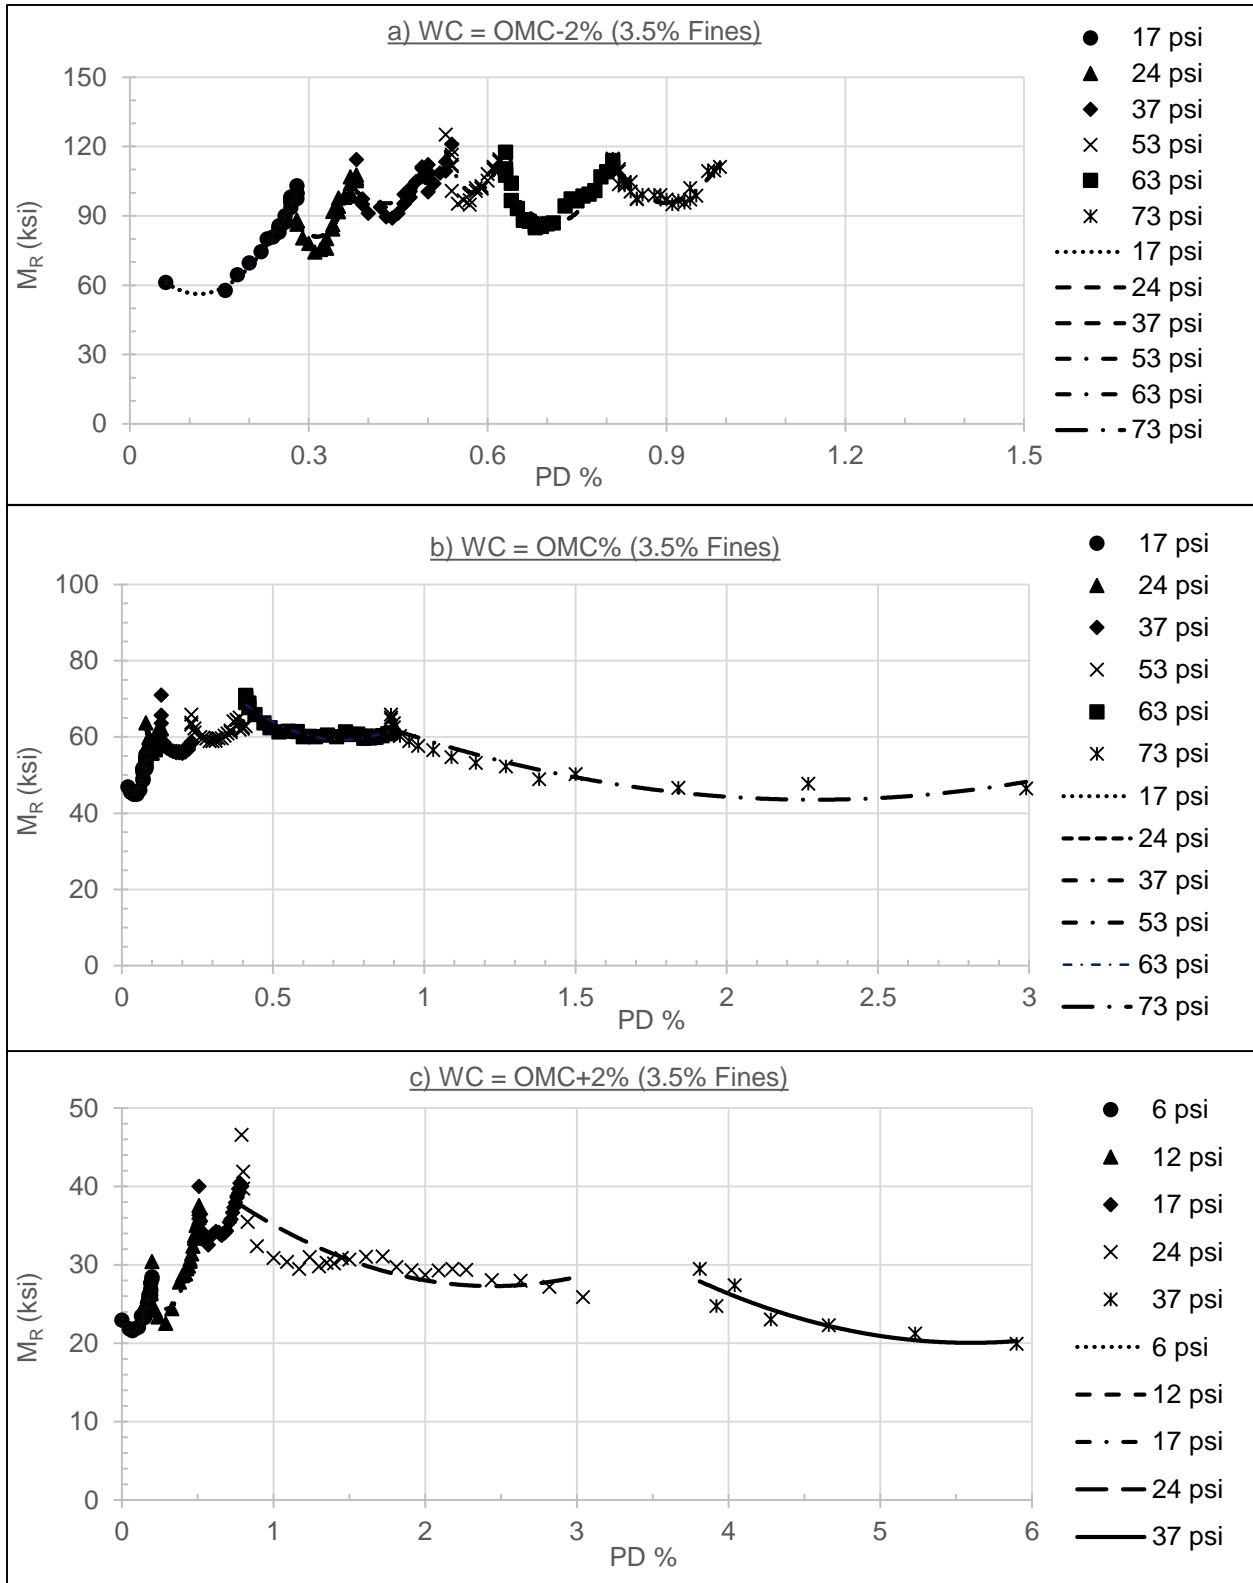 a) WC = OMC-2% (3.5% Fines)
150
120
90
60
30
0
M_R (ksi)
0 0.3 0.6 0.9 1.2 1.5
PD %
17 psi
24 psi
37 psi
53 psi
63 psi
73 psi
17 psi
24 psi
37 psi
53 psi
63 psi
73 psi
b) WC = OMC% (3.5% Fines)
100
80
60
40
20
0
M_R (ksi)
0 0.5 1 1.5 2 2.5 3
PD %
17 psi
24 psi
37 psi
53 psi
63 psi
73 psi
17 psi
24 psi
37 psi
53 psi
63 psi
73 psi
c) WC = OMC+2% (3.5% Fines)
50
40
30
20
10
0
M_R (ksi)
0 1 2 3 4 5 6
PD %
6 psi
12 psi
17 psi
24 psi
37 psi
6 psi
12 psi
17 psi
24 psi
37 psi